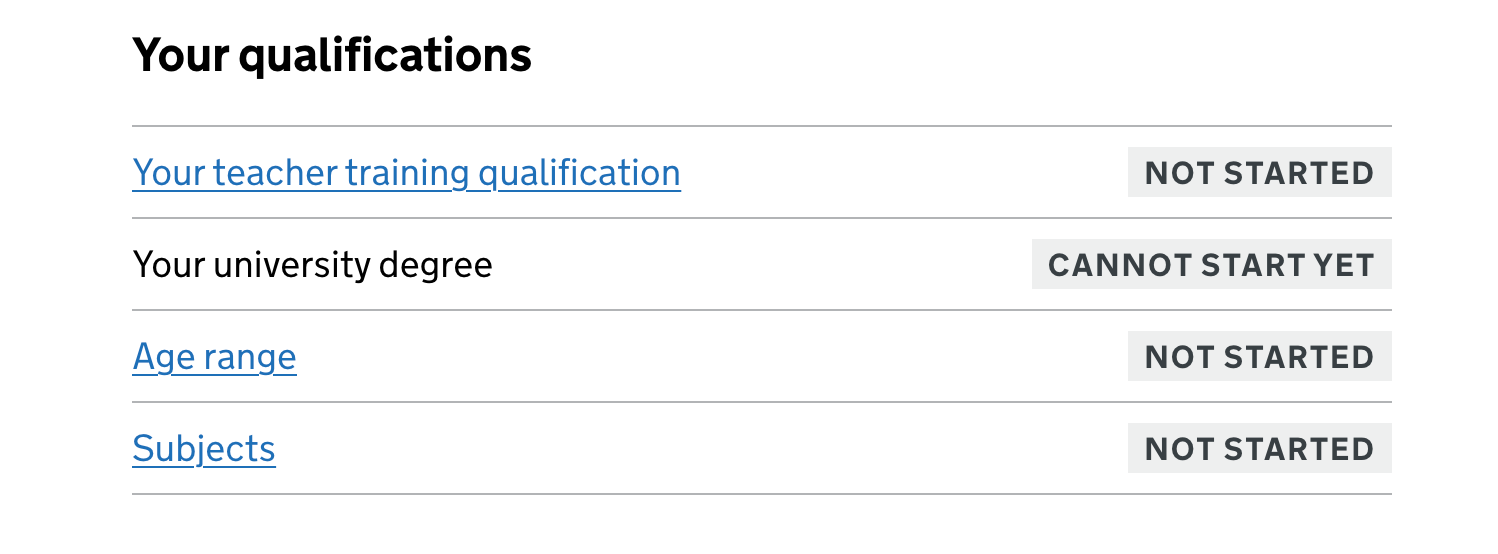 Your qualifications
Your teacher training qualification NOT STARTED
Your university degree CANNOT START YET
Age range NOT STARTED
Subjects NOT STARTED